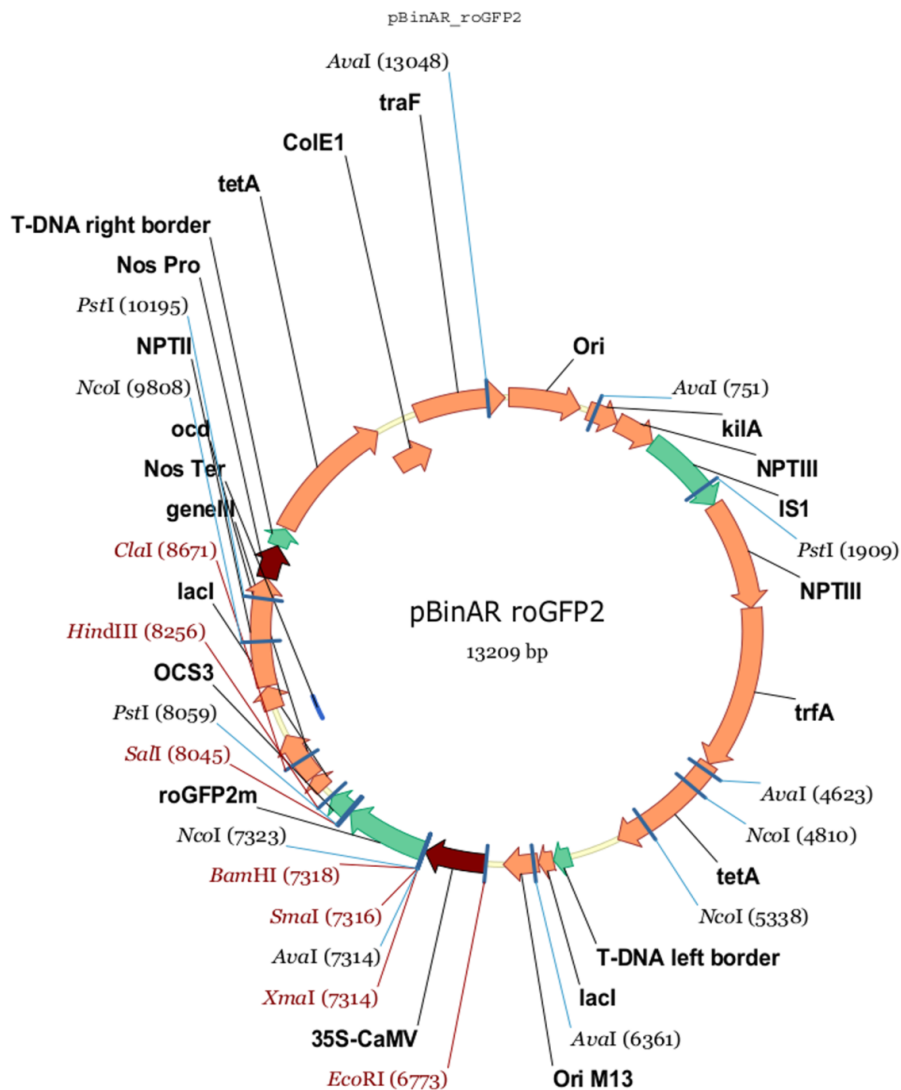 pBinAR_roGFP2
AvaI (13048)
traF
ColE1
tetA
T-DNA right border
Nos Pro
PstI (10195)
NPTII
NcoI (9808)
ocd
Nos Ter
geneIII
ClaI (8671)
lacI
HindIII (8256)
OCS3
PstI (8059)
SalI (8045)
roGFP2m
NcoI (7323)
BamHI (7318)
SmaI (7316)
AvaI (7314)
XmaI (7314)
35S-CaMV
EcoRI (6773)
Ori
AvaI (751)
kilA
NPTIII
IS1
PstI (1909)
NPTIII
pBinAR roGFP2
13209 bp
trfA
AvaI (4623)
NcoI (4810)
tetA
NcoI (5338)
T-DNA left border
lacI
AvaI (6361)
Ori M13